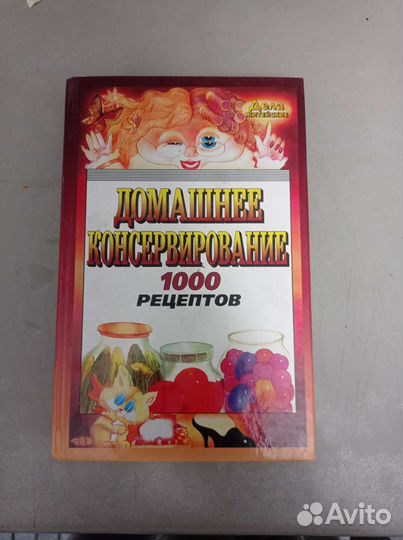 Дела
ЖИТЕЙСКИЕ
ДОМАШНЕЕ
КОНСЕРВИРОВАНИЕ
1000
РЕЦЕПТОВ
Avito